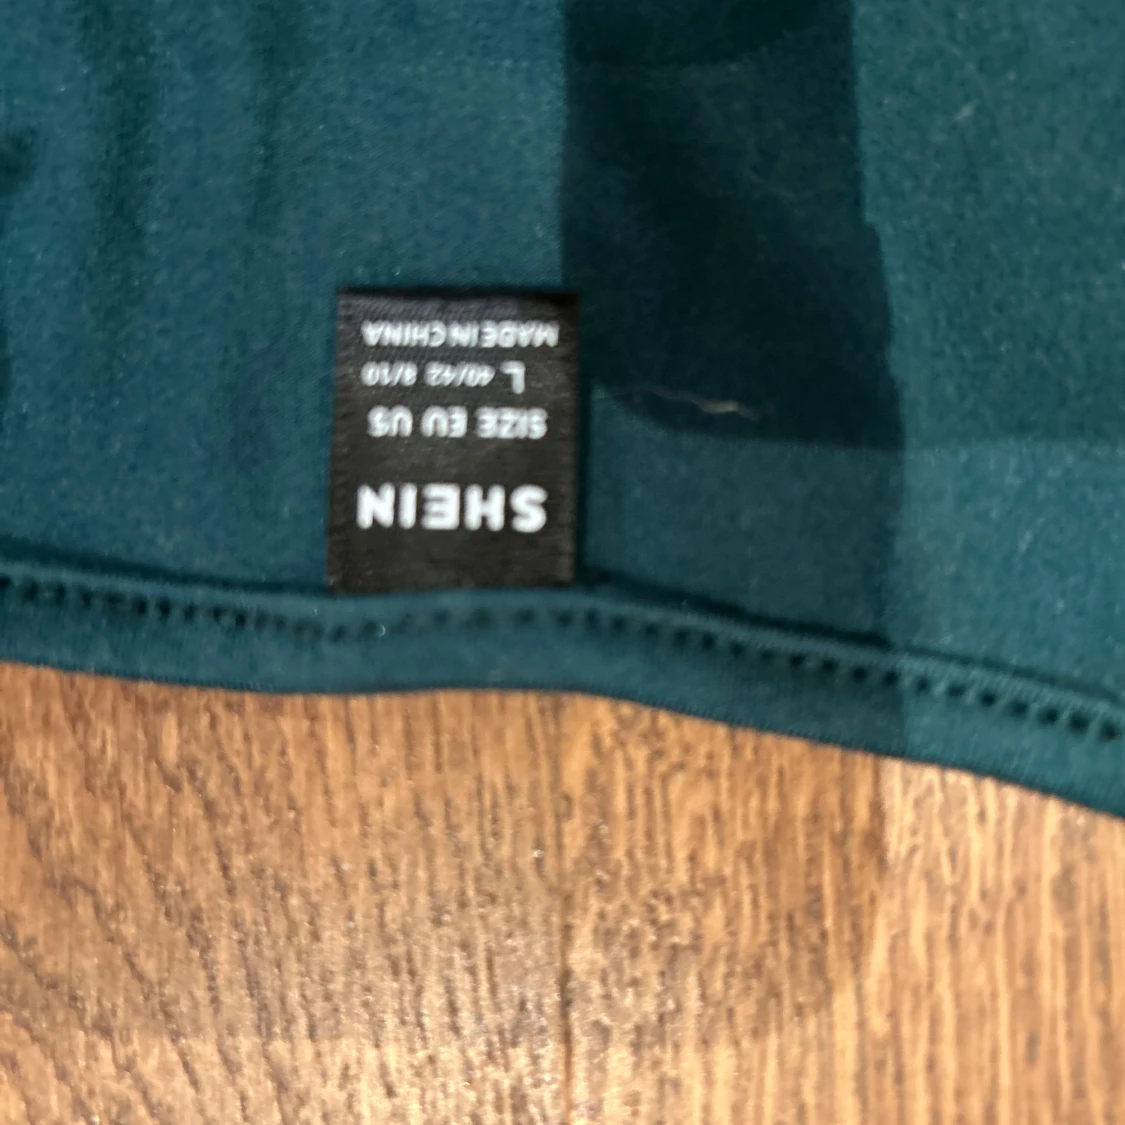 SHEIN
SIZE EU US
L 40/42 8/10
MADE IN CHINA